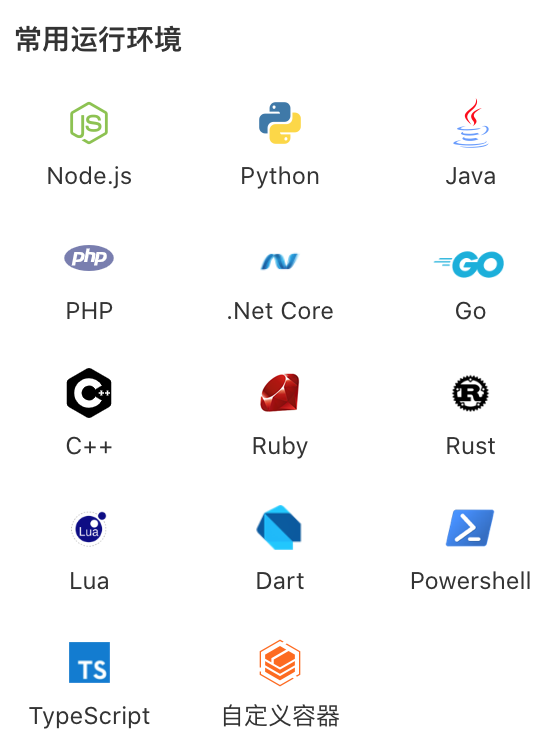 常用运行环境
JS
Node.js
Python
Java
php
PHP
.Net Core
GO
Go
C++
C++
Ruby
R
Rust
Lua
Lua
Dart
Powershell
TS
TypeScript
自定义容器